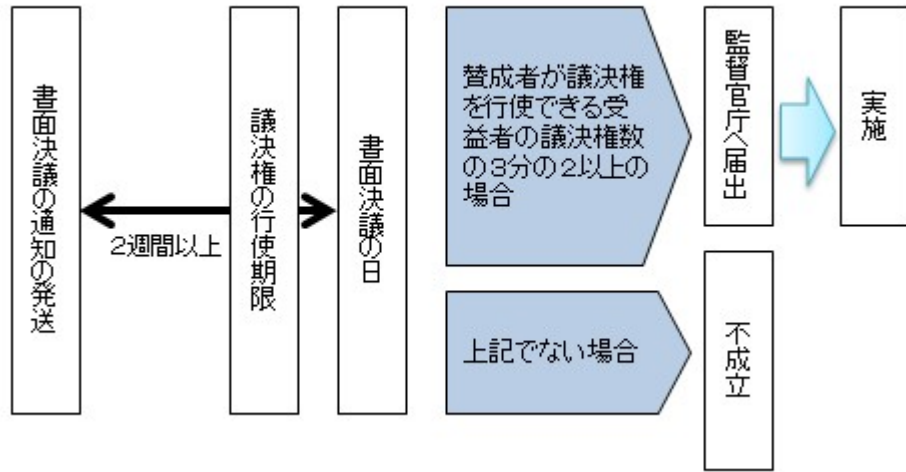 書面決議の通知の発送
2週間以上
議決権の行使期限
書面決議の日
賛成者が議決権
を行使できる受
益者の議決権数
の3分の2以上の
場合
監督官庁へ届出
実施
上記でない場合
不成立